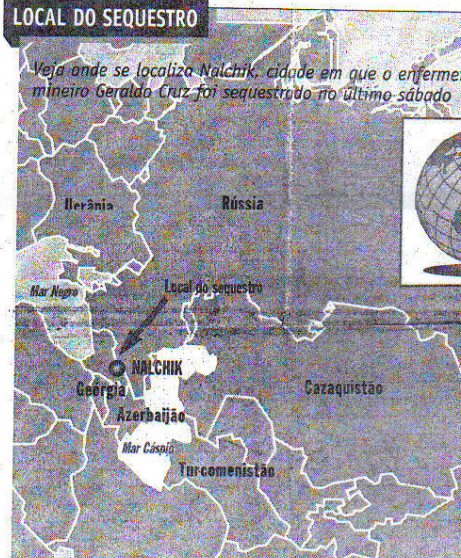 LOCAL DO SEQUESTRO
Veja onde se localiza Nalchik, cidade em que o enferme
mineiro Geraldo Cruz foi sequestrado no último sábado
Ucrânia
Rússia
Mar Negro
Local do sequestro
NALCHIK
Geórgia
Cazaquistão
Azerbaijão
Mar Cáspio
Turcomenistão